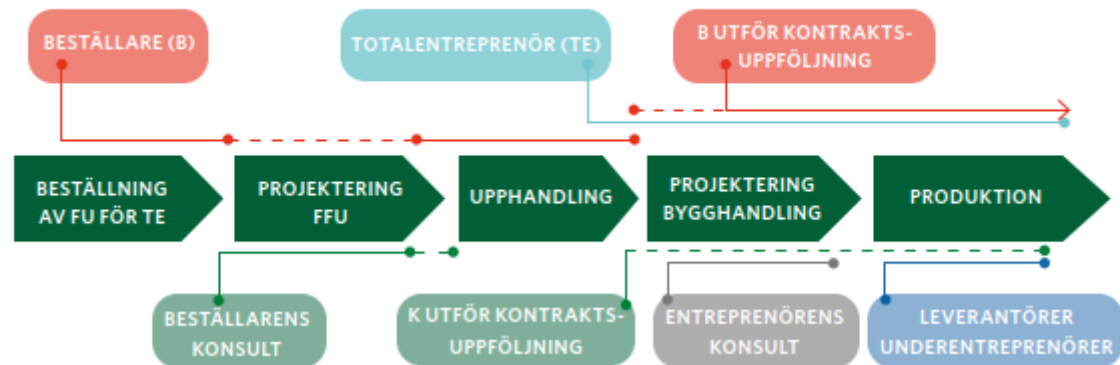 BESTÄLLARE (B)
TOTALENTREPRENÖR (TE)
B UTFÖR KONTRAKTS-
UPPFÖLJNING
BESTÄLLNING
AV FU FÖR TE
PROJEKTERING
FFU
UPPHANDLING
PROJEKTERING
BYGGHANDLING
PRODUKTION
BESTÄLLARENS
KONSULT
K UTFÖR KONTRAKTS-
UPPFÖLJNING
ENTREPRENÖRENS
KONSULT
LEVERANTÖRER
UNDERENTREPRENÖRER